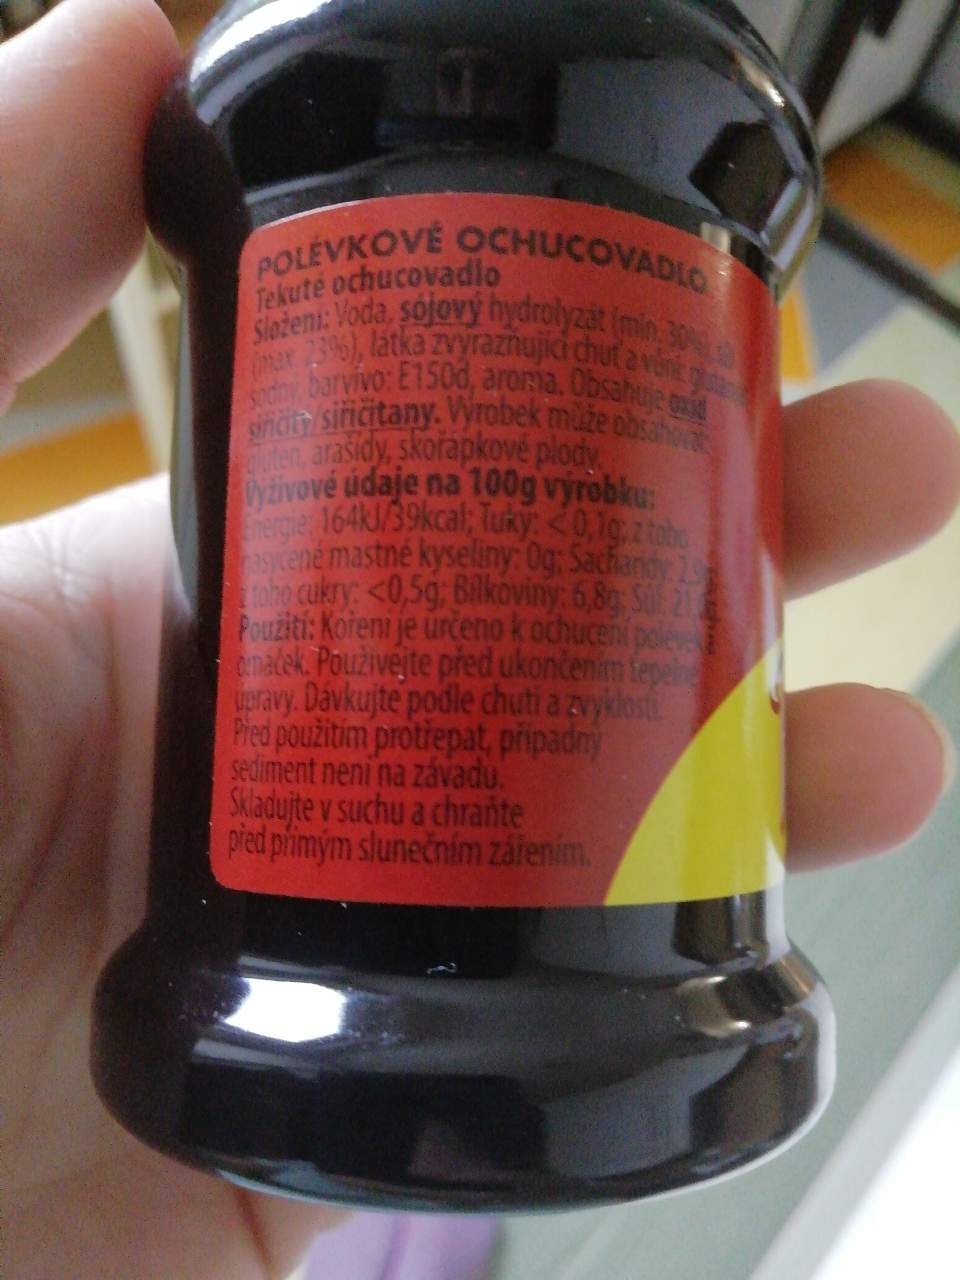 POLÉVKOVÉ OCHUCOVADLO
Tekuté ochucovadlo
Složení: Voda, sójový hydrolyzát (min. 30%), sůl
(max. 23%), látka zvýrazňující chuť a vůni: glutaman
sodný, barvivo: E150d, aroma. Obsahuje oxid
siřičitý/siřičitany. Výrobek může obsahovat:
gluten, arašídy, skořápkové plody.
Výživové údaje na 100g výrobku:
Energie: 164kJ/39kcal; Tuky: <0,1g; z toho
nasycené mastné kyseliny: 0g; Sacharidy: 2,9g
z toho cukry: <0,5g; Bílkoviny: 6,8g; Sůl:
Použití: Koření je určeno k ochucení polévek
omáček. Používejte před ukončením tepelné
úpravy. Dávkujte podle chuti a zvyklostí.
Před použitím protřepat, případný
sediment není na závadu.
Skladujte v suchu a chraňte
před přímým slunečním zářením.